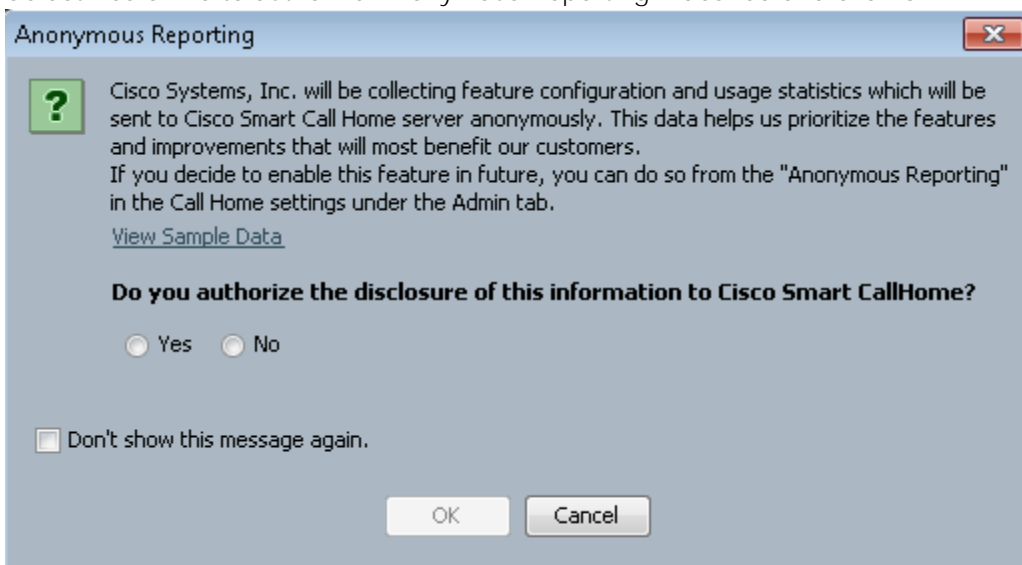 Anonymous Reporting
Cisco Systems, Inc. will be collecting feature configuration and usage statistics which will be
sent to Cisco Smart Call Home server anonymously. This data helps us prioritize the features
and improvements that will most benefit our customers.
If you decide to enable this feature in future, you can do so from the "Anonymous Reporting"
in the Call Home settings under the Admin tab.
View Sample Data
Do you authorize the disclosure of this information to Cisco Smart CallHome?
Yes No
Don't show this message again.
OK Cancel